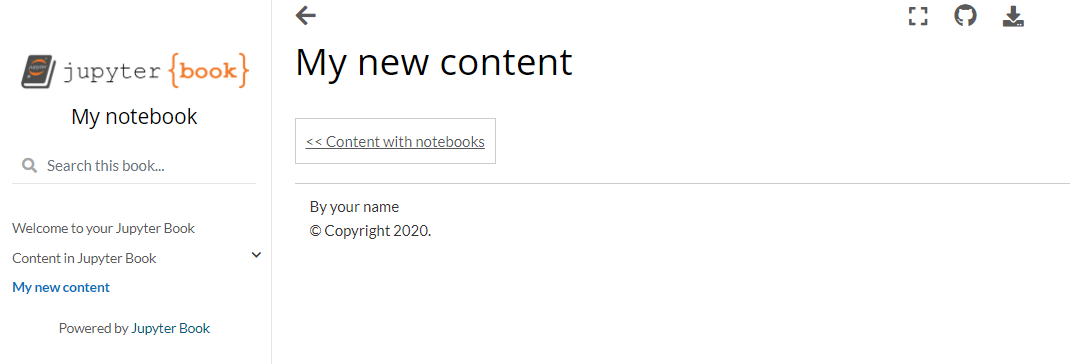 jupyter {book}
My notebook
Search this book...
Welcome to your Jupyter Book
Content in Jupyter Book
My new content
Powered by Jupyter Book
My new content
<< Content with notebooks
By your name
© Copyright 2020.